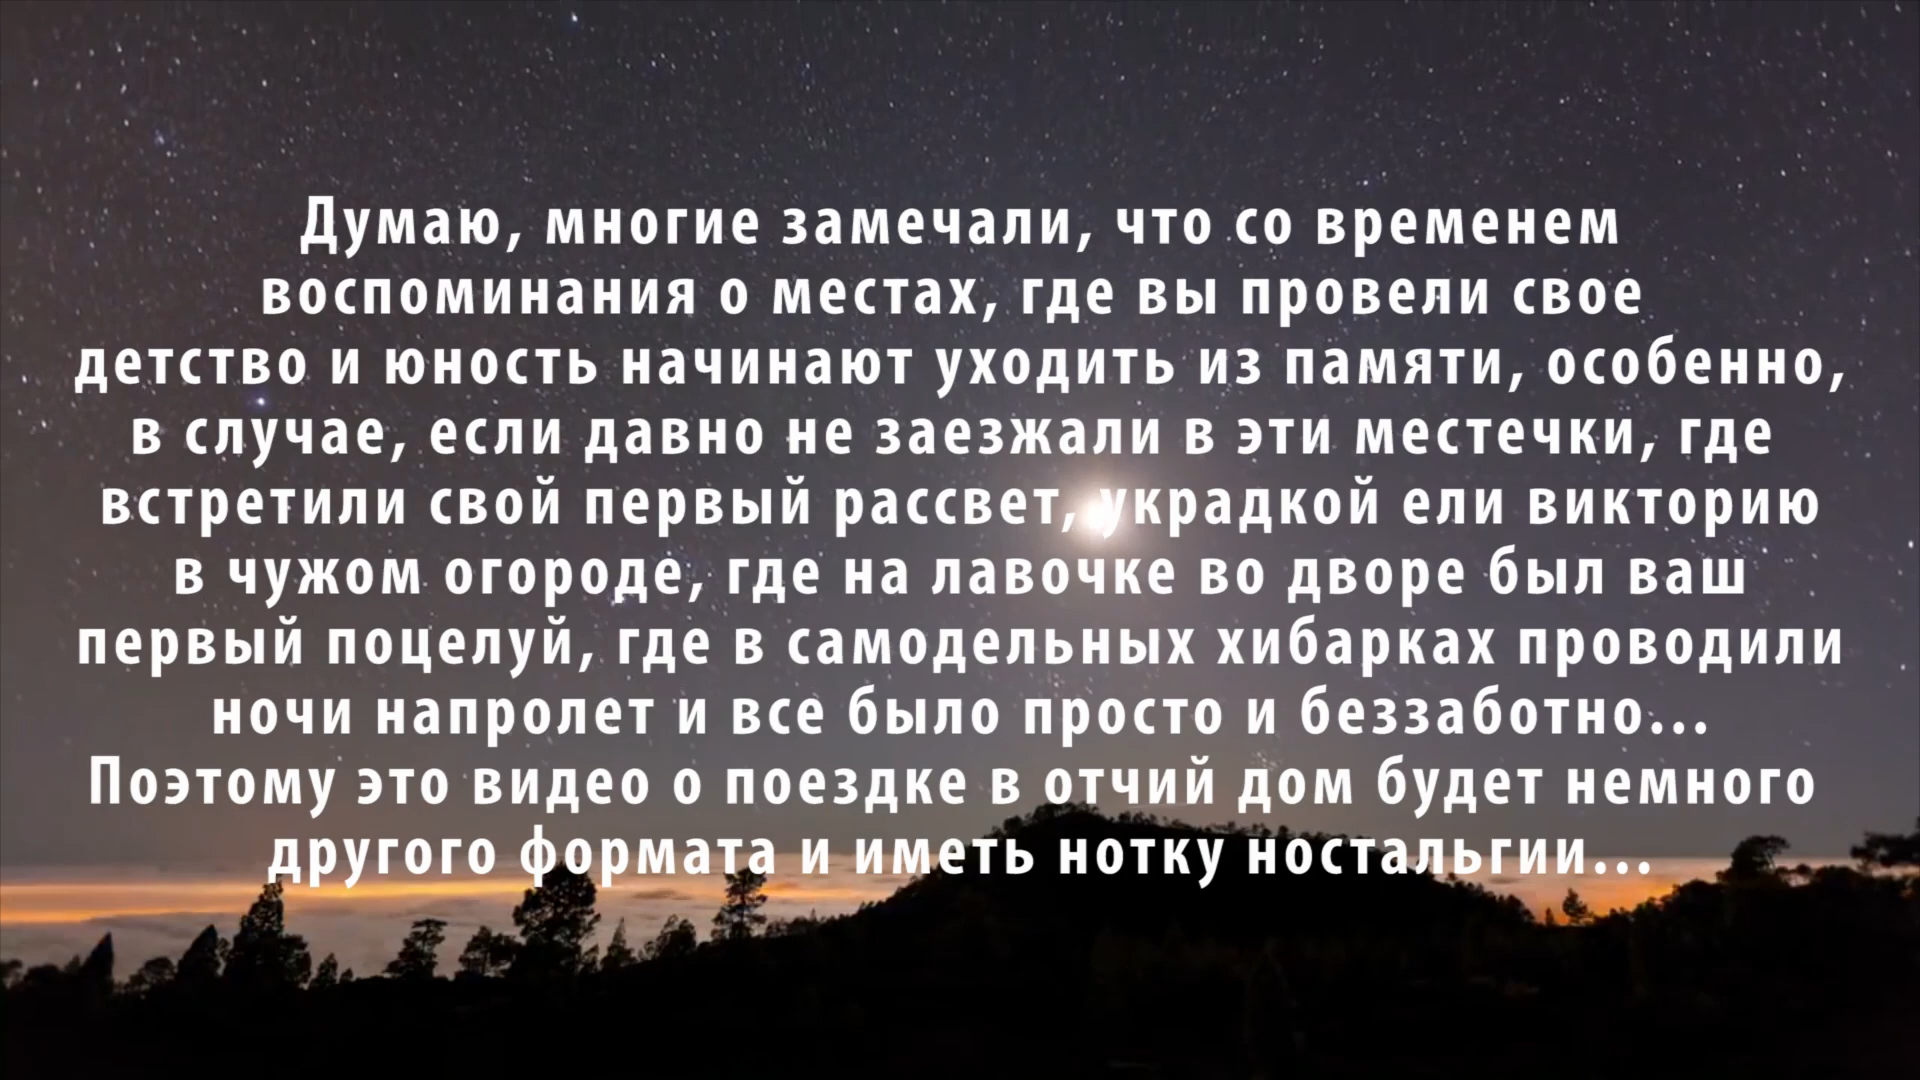 Думаю, многие замечали, что со временем
воспоминания о местах, где вы провели свое
детство и юность начинают уходить из памяти, особенно,
в случае, если давно не заезжали в эти местечки, где
встретили свой первый рассвет, украдкой ели викторию
в чужом огороде, где на лавочке во дворе был ваш
первый поцелуй, где в самодельных хибарках проводили
ночи напролет и все было просто и беззаботно...
Поэтому это видео о поездке в отчий дом будет немного
другого формата и иметь нотку ностальгии...